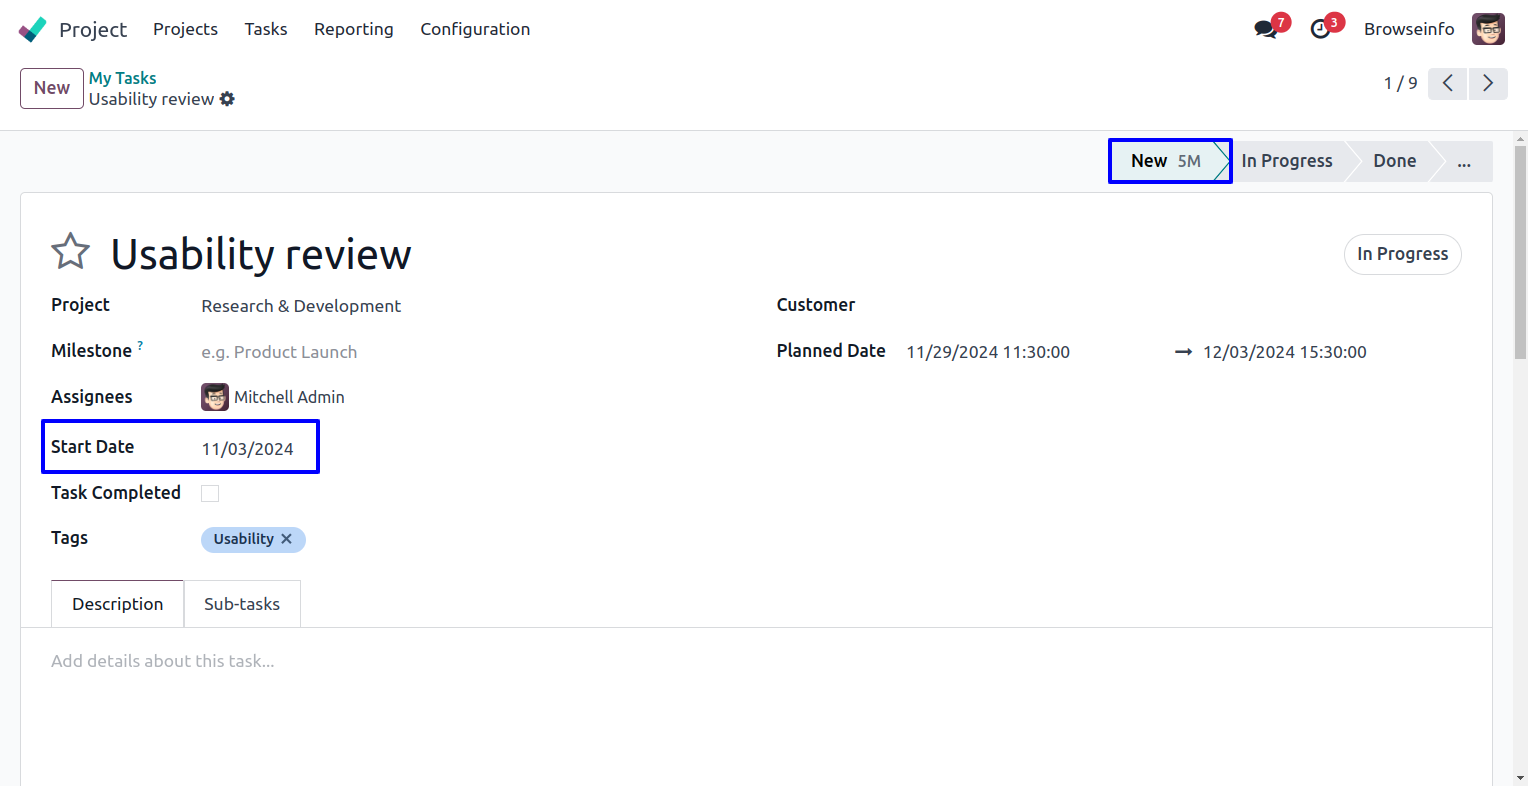 Project Projects Tasks Reporting Configuration 7 3 Browseinfo
New My Tasks
Usability review
1 / 9
New 5M In Progress Done ...
Usability review
In Progress
Project Research & Development Customer
Milestone ? e.g. Product Launch Planned Date 11/29/2024 11:30:00 → 12/03/2024 15:30:00
Assignees Mitchell Admin
Start Date 11/03/2024
Task Completed
Tags Usability ✕
Description Sub-tasks
Add details about this task...